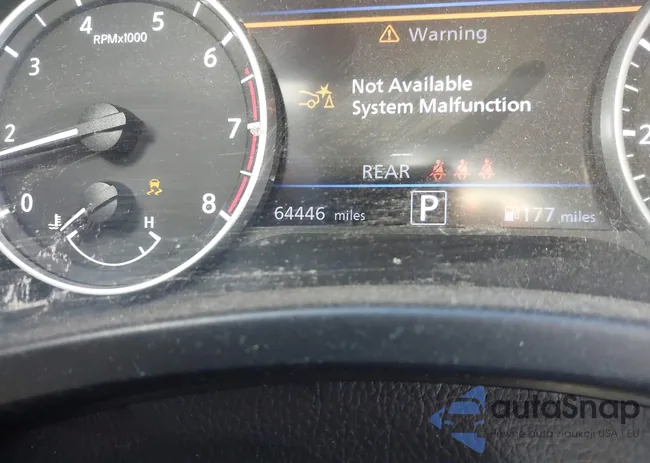 4 5
RPMx1000
3 6
2 7
0 8
H
Warning
Not Available
System Malfunction
REAR
64446 miles P 177 miles
2
autoSnap